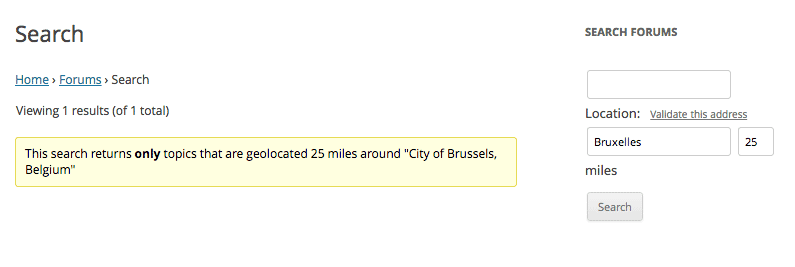 Search
Home › Forums › Search
Viewing 1 results (of 1 total)
This search returns only topics that are geolocated 25 miles around "City of Brussels,
Belgium"
SEARCH FORUMS
Location: Validate this address
Bruxelles 25
miles
Search